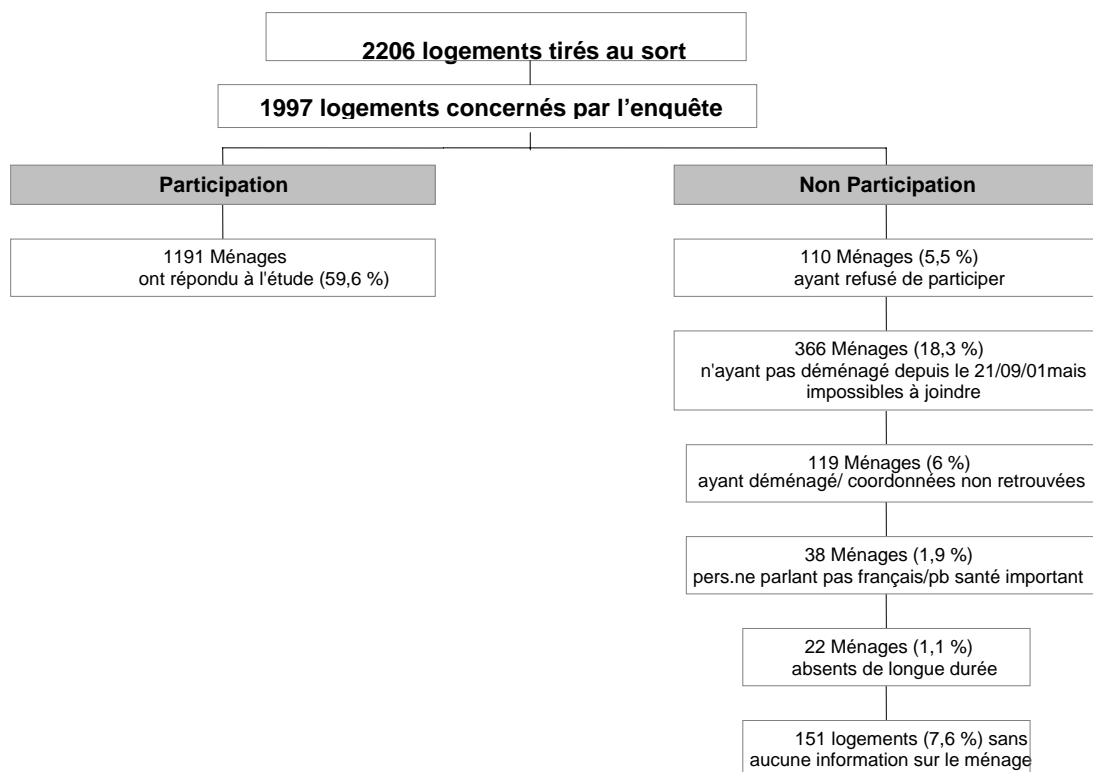 2206 logements tirés au sort
1997 logements concernés par l'enquête
Participation
1191 Ménages
ont répondu à l'étude (59,6 %)
Non Participation
110 Ménages (5,5 %)
ayant refusé de participer
366 Ménages (18,3 %)
n'ayant pas déménagé depuis le 21/09/01mais
impossibles à joindre
119 Ménages (6 %)
ayant déménagé/ coordonnées non retrouvées
38 Ménages (1,9 %)
pers.ne parlant pas français/pb santé important
22 Ménages (1,1 %)
absents de longue durée
151 logements (7,6 %) sans
aucune information sur le ménage